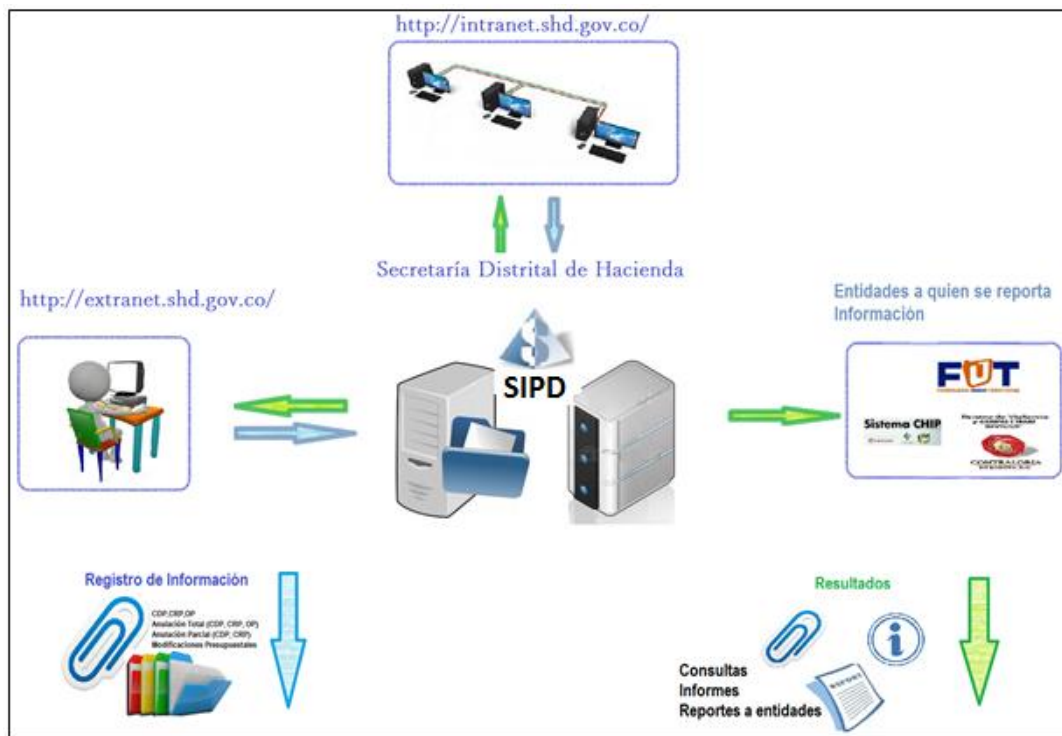 http://intranet.shd.gov.co/
Secretaría Distrital de Hacienda
http://extranet.shd.gov.co/
Entidades a quien se reporta
Información
$
SIPD
FUT
Sistema CHIP
CONTRALORÍA
Registro de Información
CDP,CRP,OP
Anulación Total (CDP, CRP, OP)
Anulación Parcial (CDP, CRP)
Modificaciones Presupuestales
Resultados
i
REPORT
Consultas
Informes
Reportes a entidades